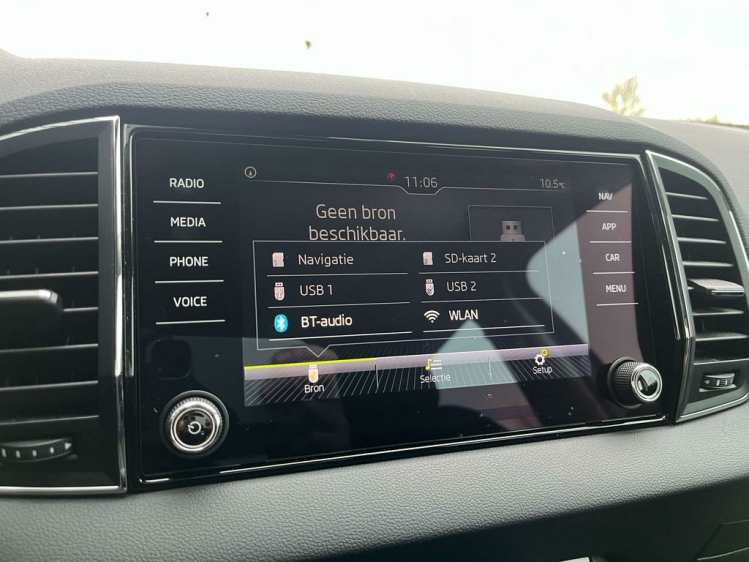 RADIO
MEDIA
PHONE
VOICE
11:06
10.5°C
Geen bron
beschikbaar.
Navigatie
SD-kaart 2
USB 1
USB 2
BT-audio
WLAN
Bron
Selectie
Setup
NAV
APP
CAR
MENU